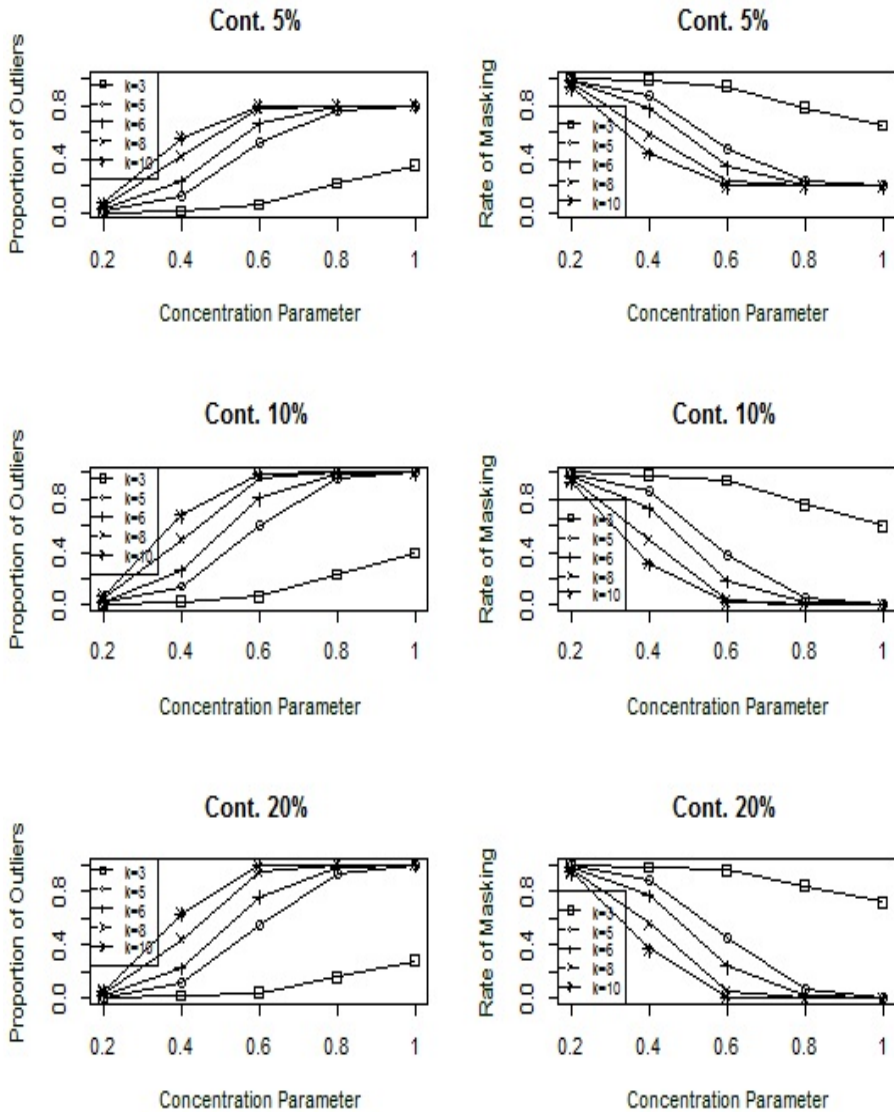 Cont. 5%
Proportion of Outliers
0.0 0.4 0.8
k=3
k=5
k=6
k=8
k=10
0.2 0.4 0.6 0.8 1
Concentration Parameter
Cont. 5%
Rate of Masking
0.0 0.4 0.8
k=3
k=5
k=6
k=8
k=10
0.2 0.4 0.6 0.8 1
Concentration Parameter
Cont. 10%
Proportion of Outliers
0.0 0.4 0.8
k=3
k=5
k=6
k=8
k=10
0.2 0.4 0.6 0.8 1
Concentration Parameter
Cont. 10%
Rate of Masking
0.0 0.4 0.8
k=3
k=5
k=6
k=8
k=10
0.2 0.4 0.6 0.8 1
Concentration Parameter
Cont. 20%
Proportion of Outliers
0.0 0.4 0.8
k=3
k=5
k=6
k=8
k=10
0.2 0.4 0.6 0.8 1
Concentration Parameter
Cont. 20%
Rate of Masking
0.0 0.4 0.8
k=3
k=5
k=6
k=8
k=10
0.2 0.4 0.6 0.8 1
Concentration Parameter